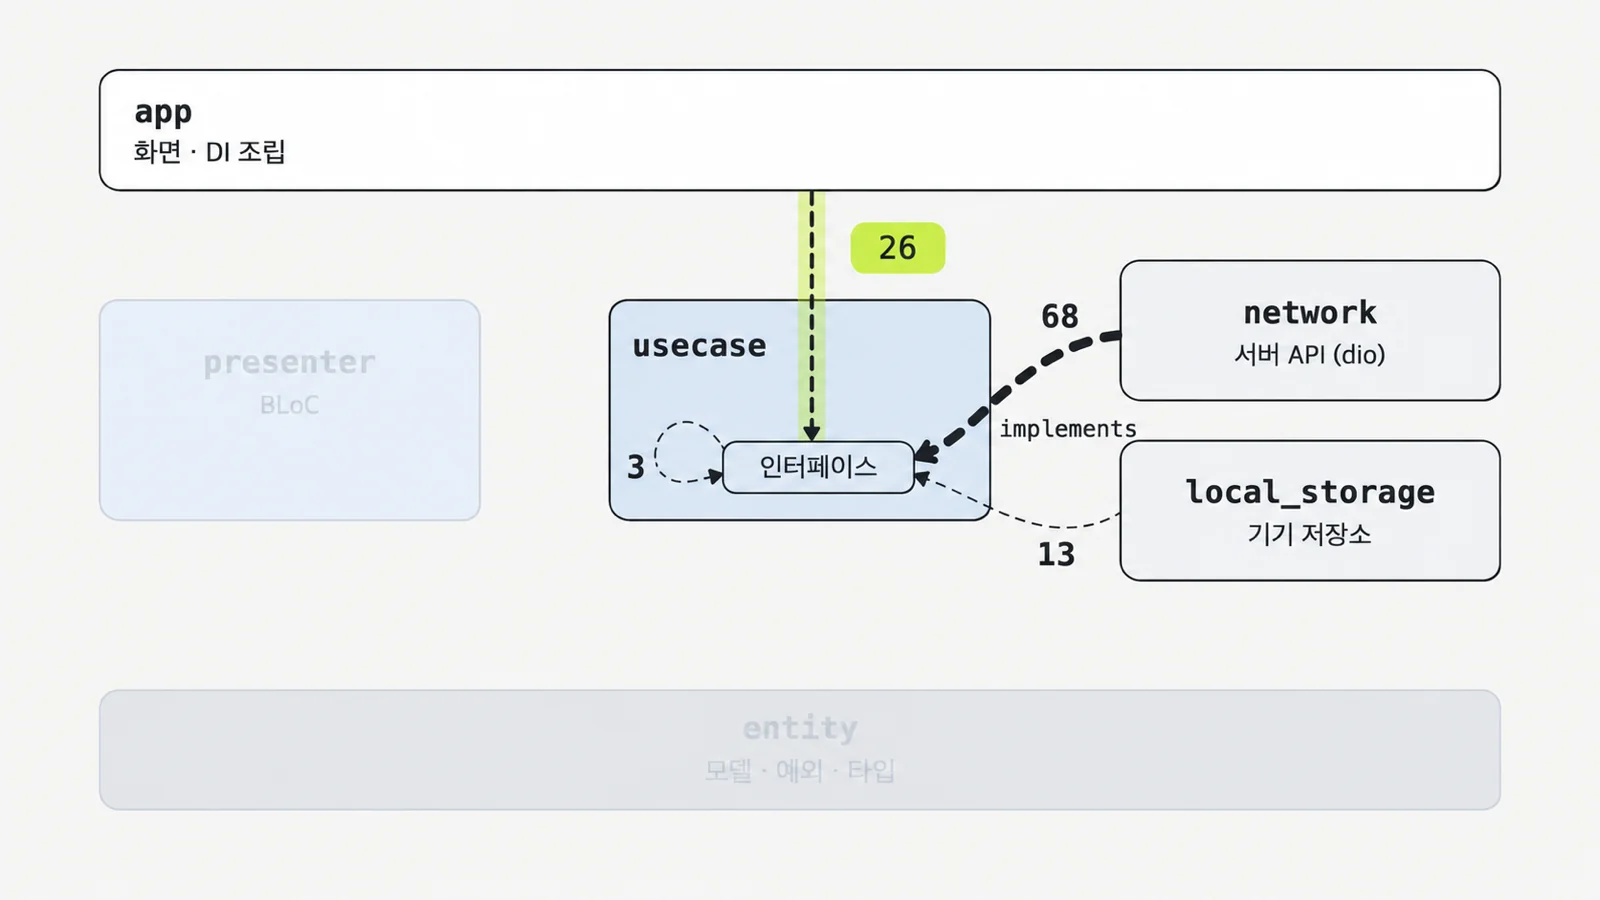 app
화면 · DI 조립
26
presenter
BLoC
usecase
3
인터페이스
68
implements
13
network
서버 API (dio)
local_storage
기기 저장소
entity
모델 · 예외 · 타입